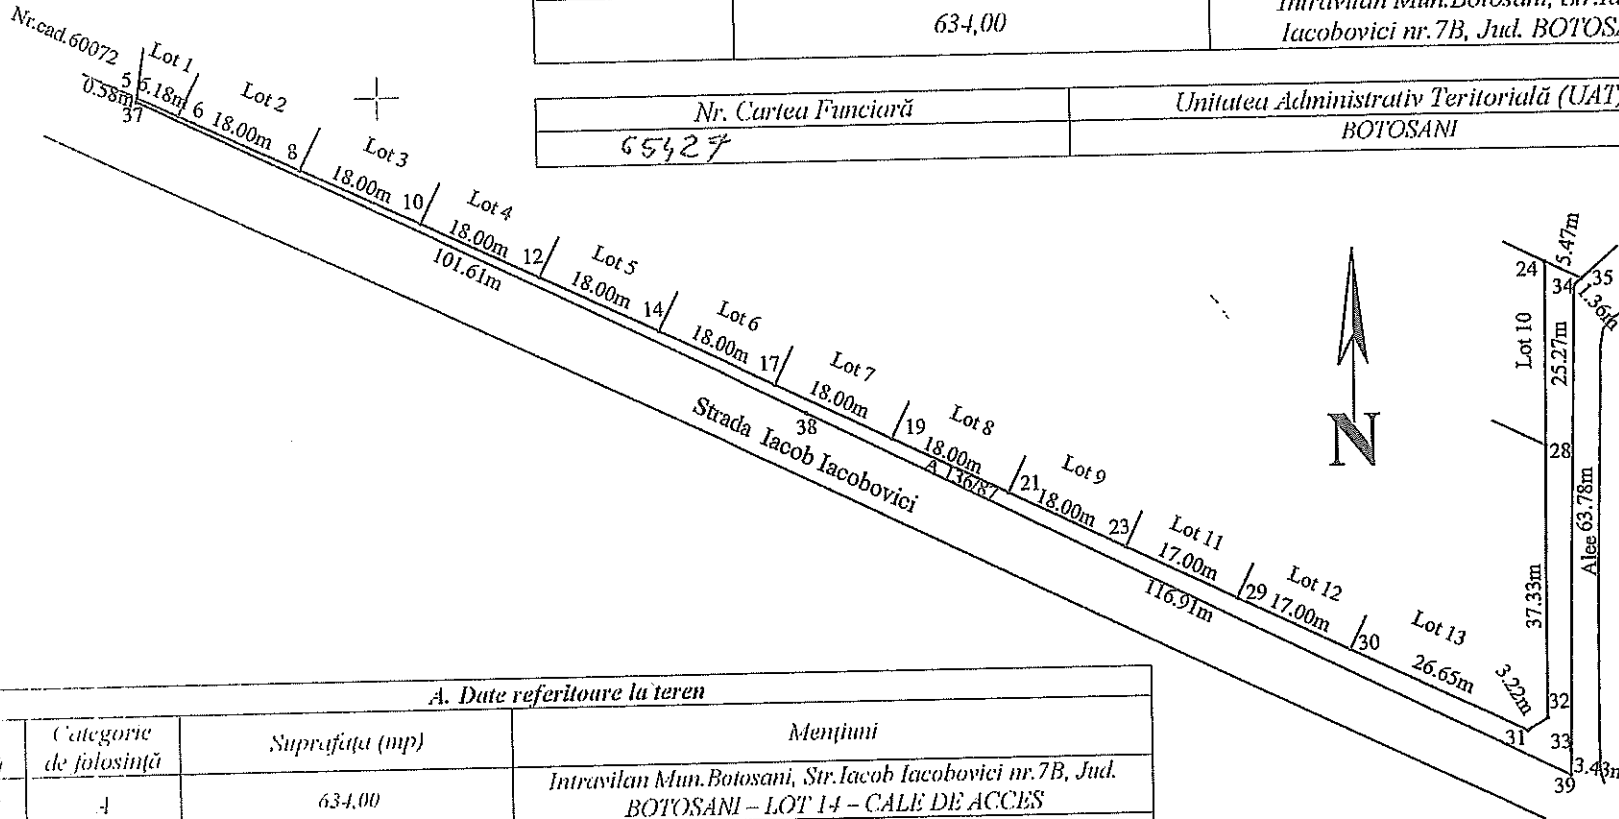 634,00
Intravilan Mun.Botosani,
Iacobovici nr.7B, Jud.
Nr. Cartea Funciară
Unitatea Administrativ Teritorială (UAT)
BOTOSANI
Nr.cad.60072
5
Lot 1
6.18m
0.58m
37
6
Lot 2
18.00m
8
Lot 3
18.00m
10
Lot 4
18.00m
12
101.61m
Lot 5
18.00m
14
Lot 6
18.00m
17
Lot 7
18.00m
38
19
Lot 8
18.00m
A 136/87
21
Lot 9
18.00m
23
Strada Iacob Iacobovici
Lot 11
17.00m
29
Lot 12
17.00m
116.91m
30
Lot 13
26.65m
3.22m
31
32
33
39
N
24
5.47m
34
35
1.36m
Lot 10
25.27m
28
Alee 63.78m
37.33m
A. Date referitoare la teren
Categorie
de folosință
Suprafața (mp)
Mențiuni
A
634,00
Intravilan Mun.Botosani, Str.Iacob Iacobovici nr.7B, Jud.
BOTOSANI – LOT 14 – CALE DE ACCES